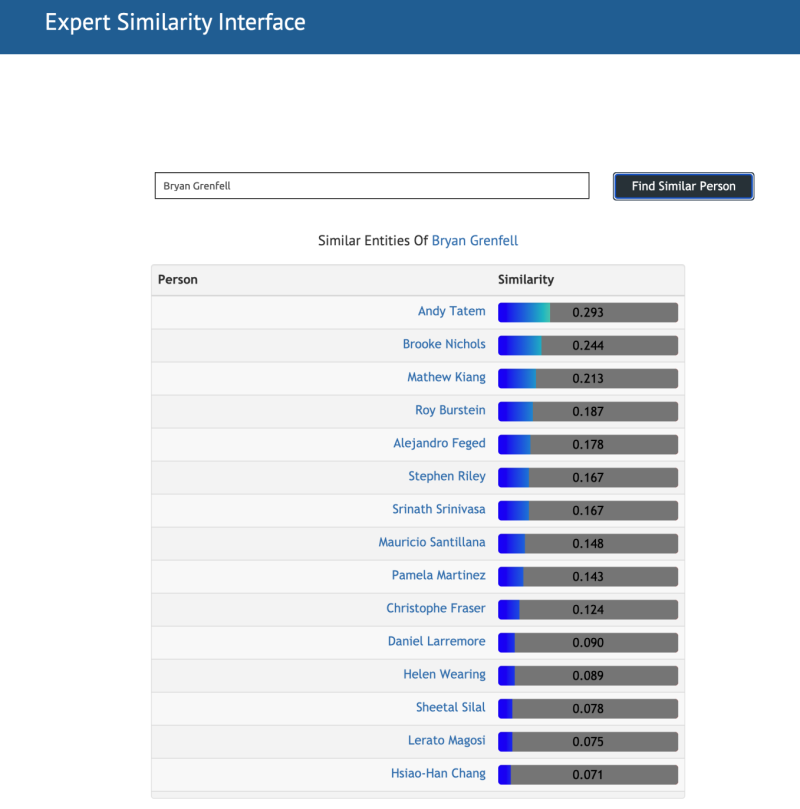 Expert Similarity Interface
Bryan Grenfell Find Similar Person
Similar Entities Of Bryan Grenfell
Person Similarity
Andy Tatem 0.293
Brooke Nichols 0.244
Mathew Kiang 0.213
Roy Burstein 0.187
Alejandro Feged 0.178
Stephen Riley 0.167
Srinath Srinivasa 0.167
Mauricio Santillana 0.148
Pamela Martinez 0.143
Christophe Fraser 0.124
Daniel Larremore 0.090
Helen Wearing 0.089
Sheetal Silal 0.078
Lerato Magosi 0.075
Hsiao-Han Chang 0.071